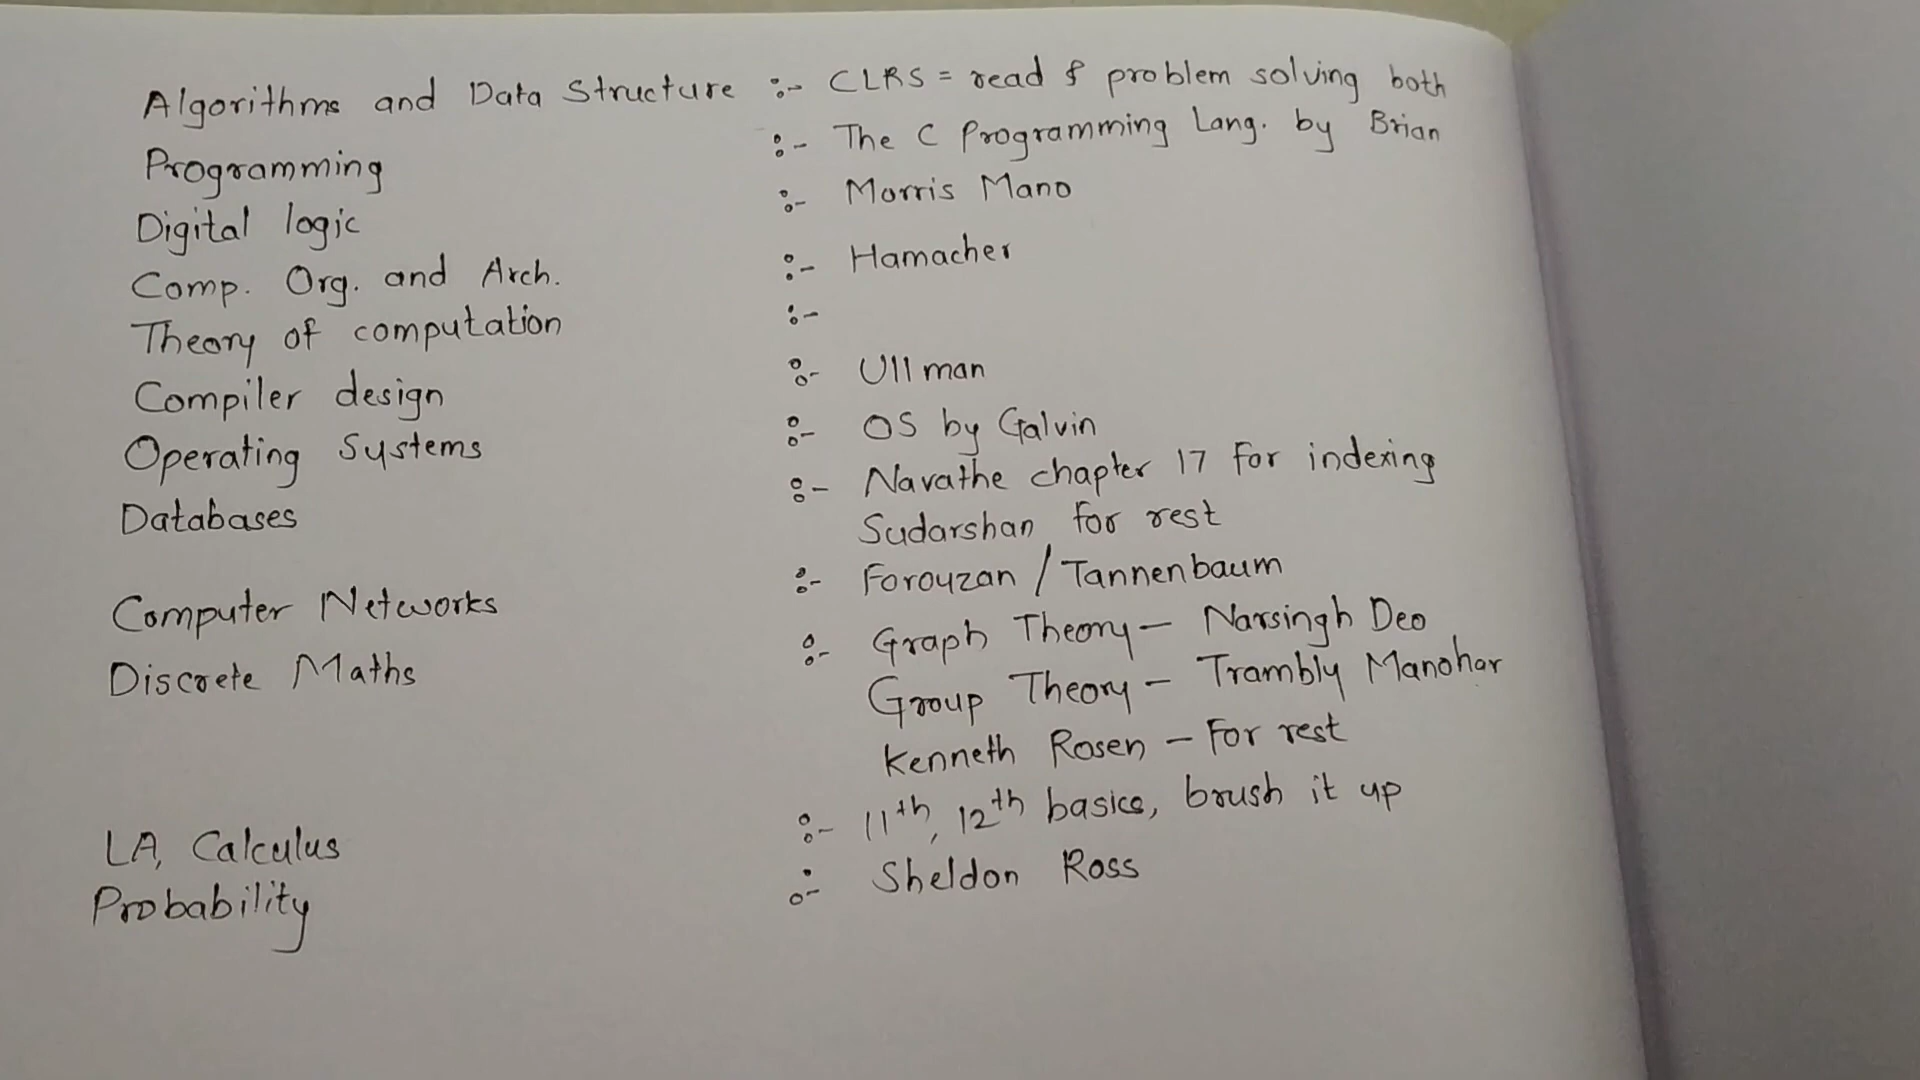 Algorithms and Data Structure :- CLRS = read & problem solving both
Programming :- The C Programming Lang. by Brian
Digital logic :- Morris Mano
Comp. Org. and Arch. :- Hamacher
Theory of computation :-
Compiler design :- Ullman
Operating Systems :- OS by Galvin
Databases :- Navathe chapter 17 for indexing
Sudarshan for rest
Computer Networks :- Forouzan / Tannenbaum
Discrete Maths :- Graph Theory – Narsingh Deo
Group Theory – Trambly Manohar
Kenneth Rosen – For rest
LA, Calculus :- 11th, 12th basics, brush it up
Probability :- Sheldon Ross